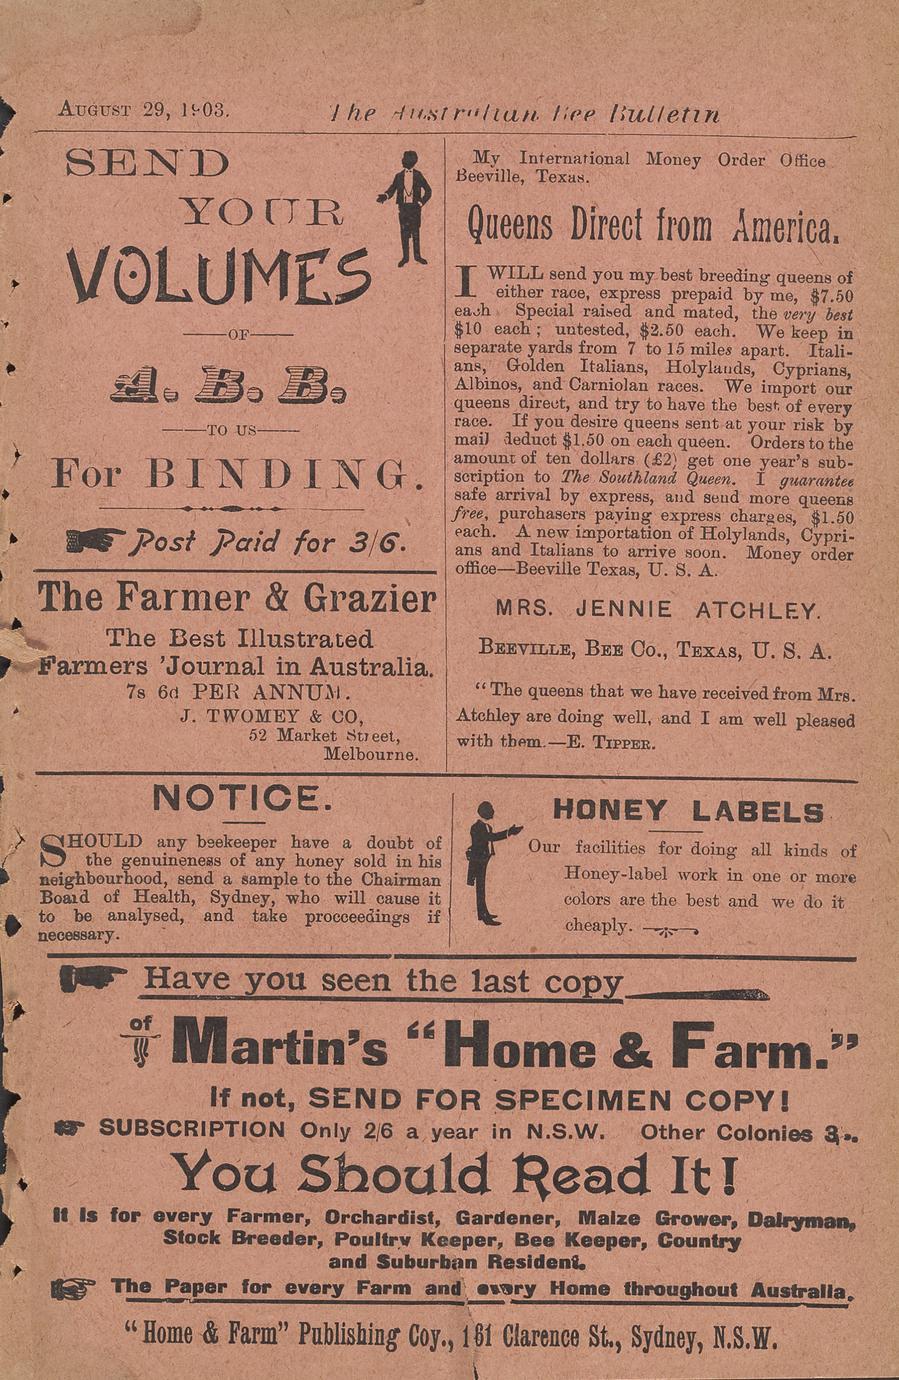 August 29, 1903.
The Australian Bee Bulletin
SEND
YOUR
VOLUMES
OF
A. B. B.
TO US
For BINDING.
Post Paid for 3/6.
The Farmer & Grazier
The Best Illustrated
Farmers 'Journal in Australia.
7s 6d PER ANNUM.
J. TWOMEY & CO,
52 Market Street,
Melbourne.
My International Money Order Office
Beeville, Texas.
Queens Direct from America.
I WILL send you my best breeding queens of
either race, express prepaid by me, $7.50
each Special raised and mated, the very best
$10 each; untested, $2.50 each. We keep in
separate yards from 7 to 15 miles apart. Itali-
ans, Golden Italians, Holylands, Cyprians,
Albinos, and Carniolan races. We import our
queens direct, and try to have the best of every
race. If you desire queens sent at your risk by
mail deduct $1.50 on each queen. Orders to the
amount of ten dollars (£2) get one year's sub-
scription to The Southland Queen. I guarantee
safe arrival by express, and send more queens
free, purchasers paying express charges, $1.50
each. A new importation of Holylands, Cypri-
ans and Italians to arrive soon. Money order
office—Beeville Texas, U. S. A.
MRS. JENNIE ATCHLEY.
Beeville, Bee Co., Texas, U. S. A.
"The queens that we have received from Mrs.
Atchley are doing well, and I am well pleased
with them.—E. Tipper.
NOTICE.
SHOULD any beekeeper have a doubt of
the genuineness of any honey sold in his
neighbourhood, send a sample to the Chairman
Board of Health, Sydney, who will cause it
to be analysed, and take procceedings if
necessary.
HONEY LABELS
Our facilities for doing all kinds of
Honey-label work in one or more
colors are the best and we do it
cheaply.
Have you seen the last copy
of
Martin's "Home & Farm."
If not, SEND FOR SPECIMEN COPY!
SUBSCRIPTION Only 2/6 a year in N.S.W. Other Colonies 3
You Should Read It!
It is for every Farmer, Orchardist, Gardener, Maize Grower, Dairyman,
Stock Breeder, Poultry Keeper, Bee Keeper, Country
and Suburban Resident.
The Paper for every Farm and every Home throughout Australia.
"Home & Farm" Publishing Coy., 161 Clarence St., Sydney, N.S.W.